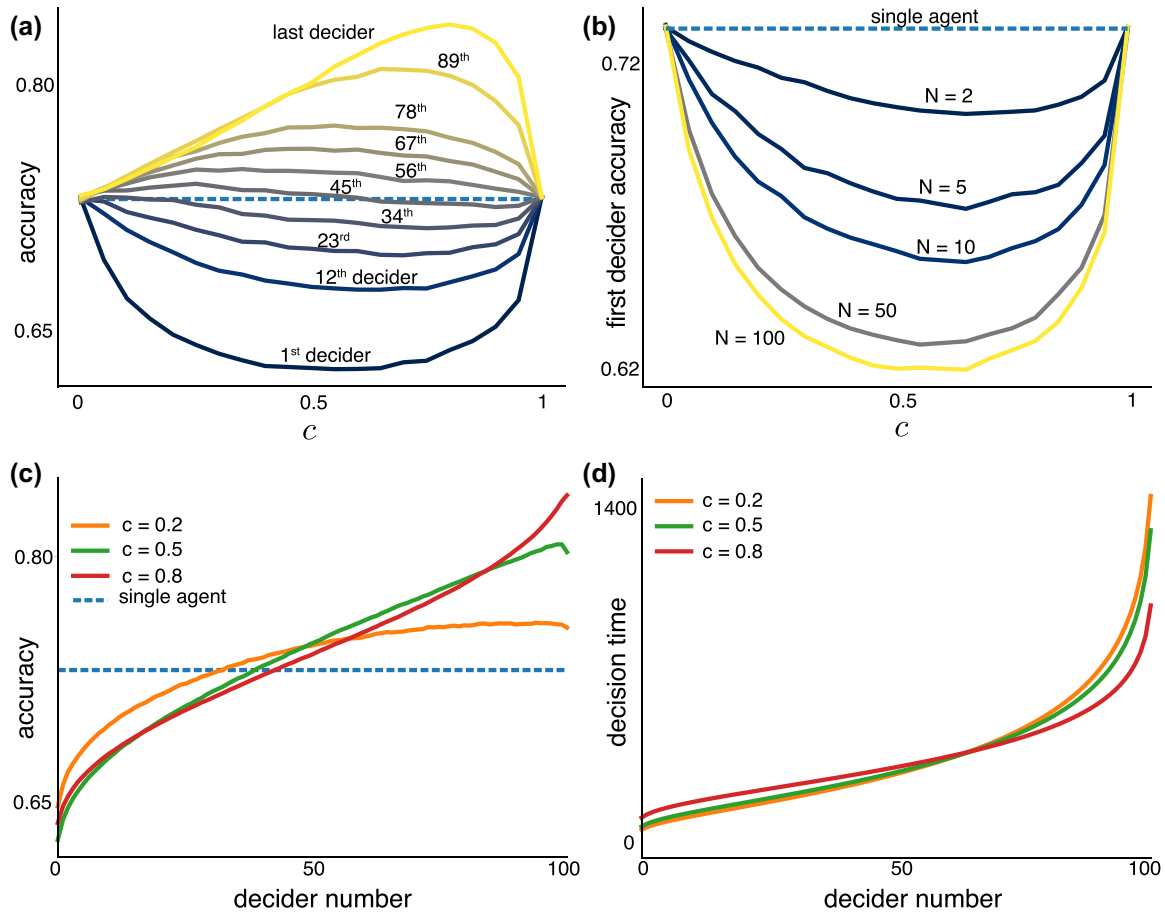 (a)
last decider
89th
78th
67th
56th
45th
34th
23rd
12th decider
1st decider
0.80
0.65
accuracy
0
0.5
1
c
(b)
single agent
N = 2
N = 5
N = 10
N = 50
N = 100
0.72
0.62
first decider accuracy
0
0.5
1
c
(c)
c = 0.2
c = 0.5
c = 0.8
single agent
0.80
0.65
accuracy
0
50
100
decider number
(d)
c = 0.2
c = 0.5
c = 0.8
1400
0
decision time
0
50
100
decider number